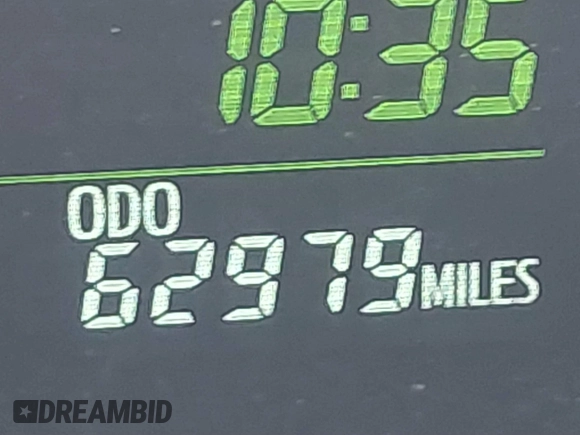 10:35
ODO
62979 MILES
DREAMBID